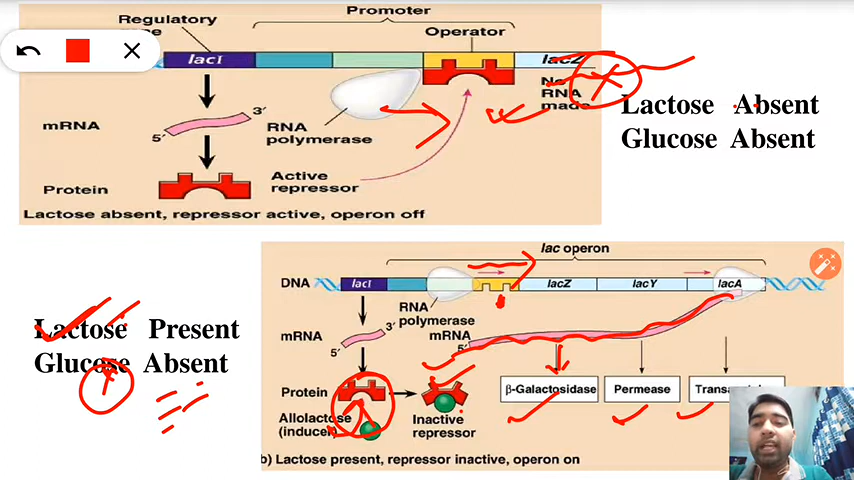 Promoter
Regulatory
Operator
lacI
lacZ
No
RNA
made
mRNA
3'
5'
RNA
polymerase
Protein
Active
repressor
Lactose absent, repressor active, operon off
Lactose Absent
Glucose Absent
lac operon
DNA
lacI
lacZ
lacY
lacA
RNA
polymerase
mRNA
3'
5'
mRNA
5'
Protein
β-Galactosidase
Permease
Allolactose
(inducer)
Inactive
repressor
b) Lactose present, repressor inactive, operon on
Lactose Present
Glucose Absent